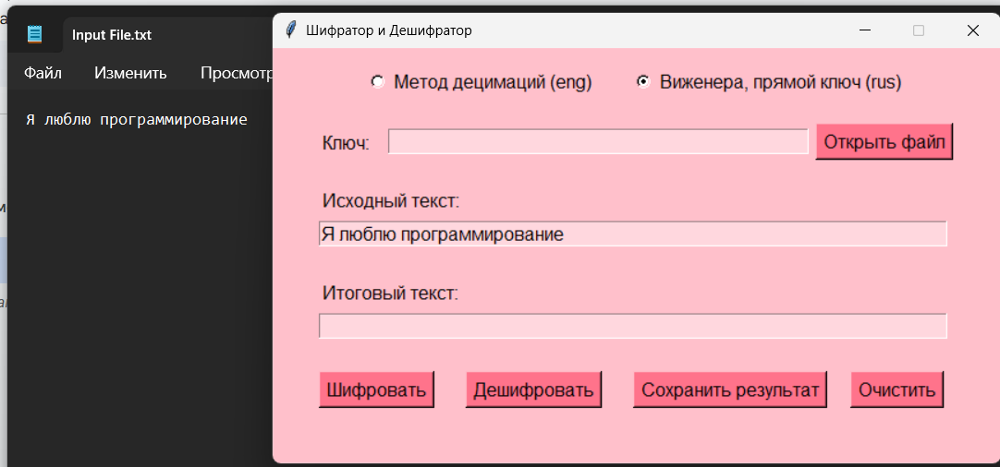 Input File.txt
Файл Изменить Просмотр
Я люблю программирование
Шифратор и Дешифратор
Метод децимаций (eng) Виженера, прямой ключ (rus)
Ключ: Открыть файл
Исходный текст:
Я люблю программирование
Итоговый текст:
Шифровать Дешифровать Сохранить результат Очистить